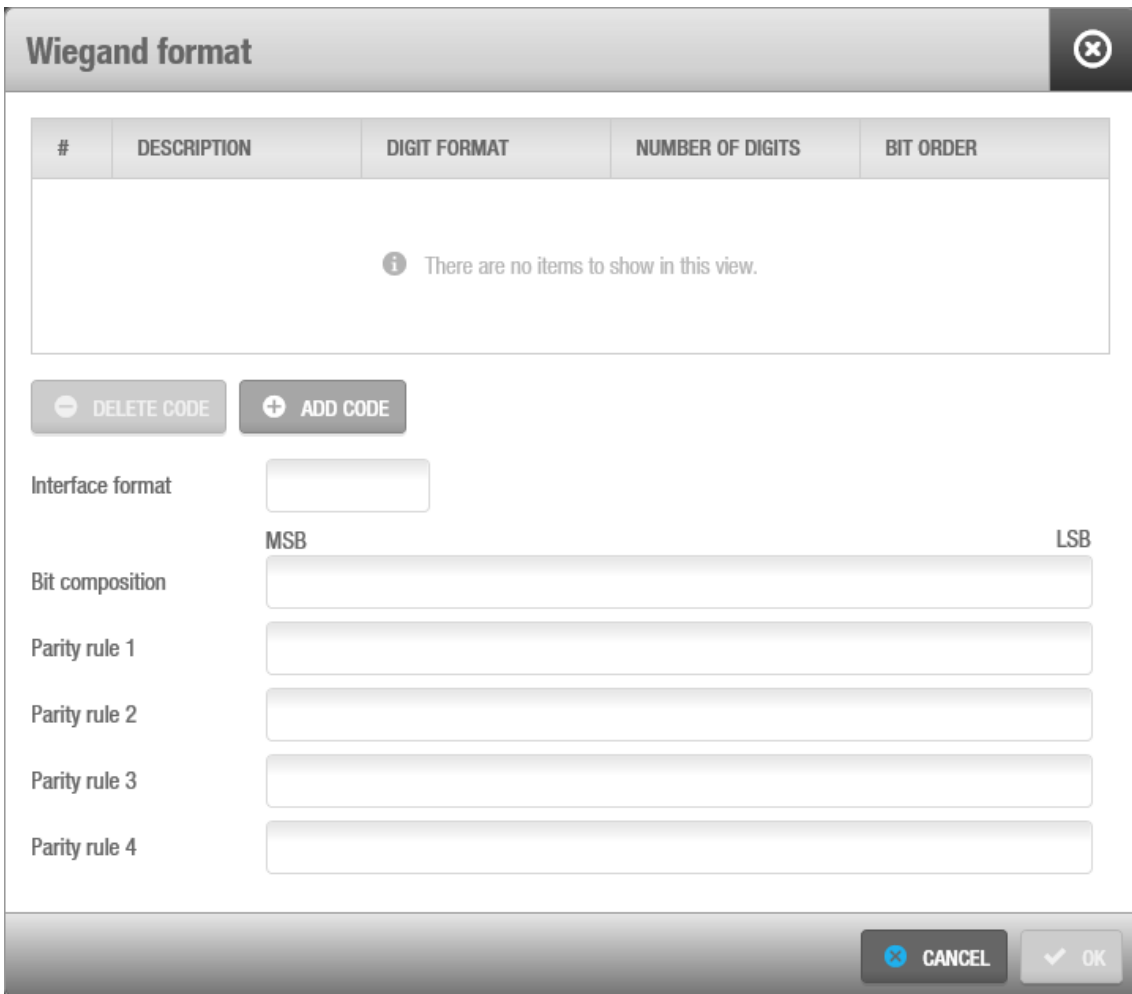 Wiegand format
# DESCRIPTION DIGIT FORMAT NUMBER OF DIGITS BIT ORDER
There are no items to show in this view.
DELETE CODE ADD CODE
Interface format
MSB LSB
Bit composition
Parity rule 1
Parity rule 2
Parity rule 3
Parity rule 4
CANCEL OK